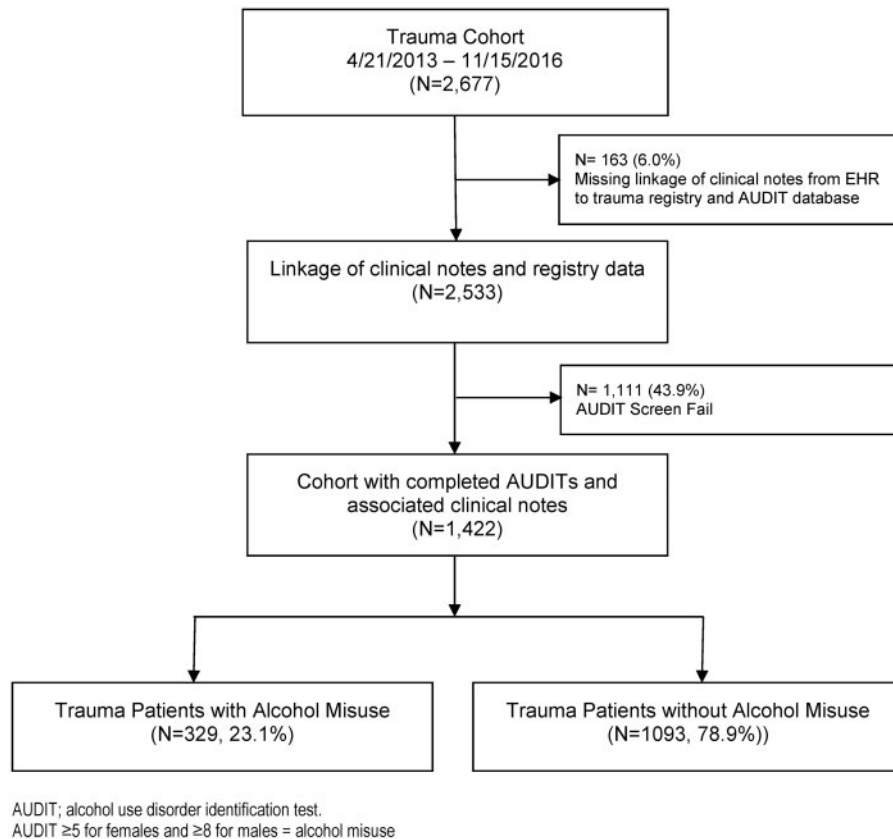 Trauma Cohort
4/21/2013 – 11/15/2016
(N=2,677)
N= 163 (6.0%)
Missing linkage of clinical notes from EHR
to trauma registry and AUDIT database
Linkage of clinical notes and registry data
(N=2,533)
N= 1,111 (43.9%)
AUDIT Screen Fail
Cohort with completed AUDITs and
associated clinical notes
(N=1,422)
Trauma Patients with Alcohol Misuse
(N=329, 23.1%)
Trauma Patients without Alcohol Misuse
(N=1093, 78.9%))
AUDIT; alcohol use disorder identification test.
AUDIT ≥5 for females and ≥8 for males = alcohol misuse